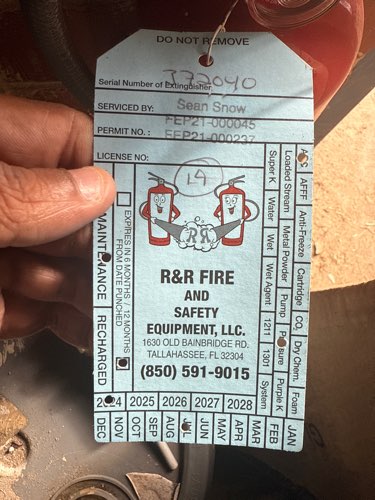 DO NOT REMOVE
Serial Number of Extinguisher J372040
SERVICED BY: Sean Snow
FEP21-000045
PERMIT NO.: FEP21-000237
LICENSE NO:
L9
R&R
R&R FIRE
AND
SAFETY
EQUIPMENT, LLC.
1630 OLD BAINBRIDGE RD.
TALLAHASSEE, FL 32304
(850) 591-9015
EXPIRES IN 6 MONTHS / 12 MONTHS
FROM DATE PUNCHED
MAINTENANCE RECHARGED
AFFF Anti-Freeze Cartridge CO₂ Dry Chem. Foam
Loaded Stream Metal Powder Pump Pressure Purple K
Super K Water Wet Wet Agent 1211 1301 System
2024 2025 2026 2027 2028
DEC NOV OCT SEP AUG JUL JUN MAY APR MAR FEB JAN